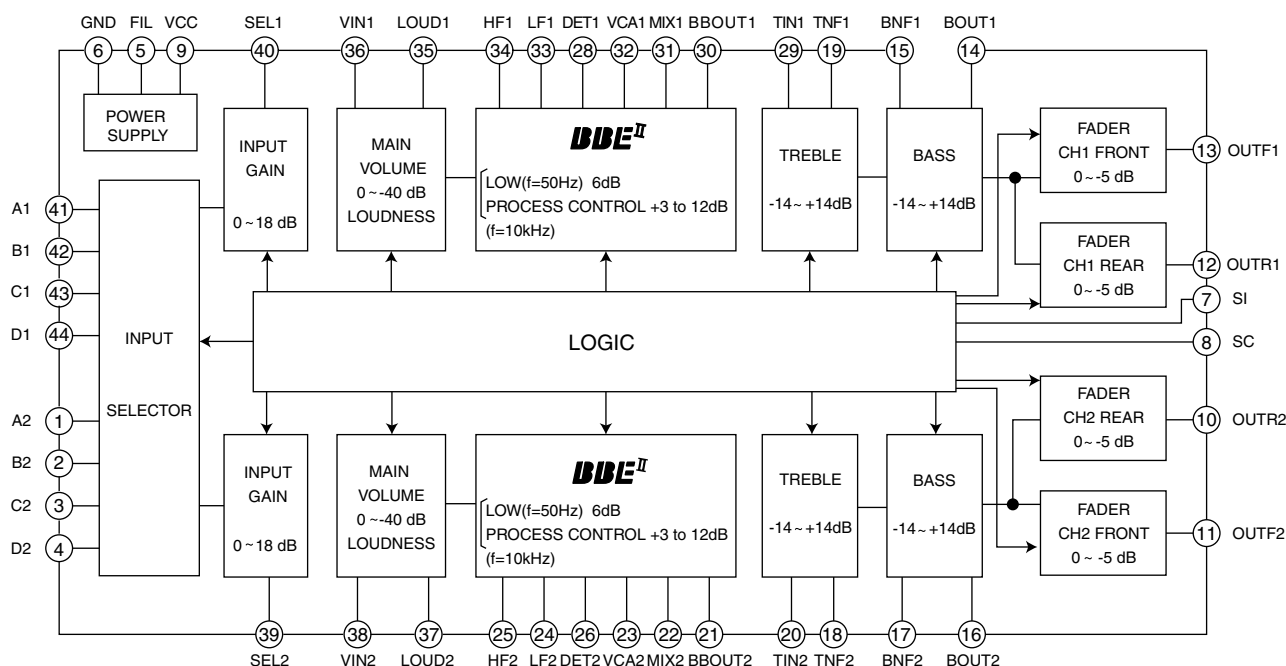 GND FIL VCC SEL1 VIN1 LOUD1 HF1 LF1 DET1 VCA1 MIX1 BBOUT1 TIN1 TNF1 BNF1 BOUT1
6 5 9 40 36 35 34 33 28 32 31 30 29 19 15 14
POWER
SUPPLY
INPUT
GAIN
0 ~ 18 dB
MAIN
VOLUME
0 ~ -40 dB
LOUDNESS
BBE II
LOW(f=50Hz) 6dB
PROCESS CONTROL +3 to 12dB
(f=10kHz)
TREBLE
-14 ~ +14dB
BASS
-14 ~ +14dB
FADER
CH1 FRONT
0 ~ -5 dB
13 OUTF1
FADER
CH1 REAR
0 ~ -5 dB
12 OUTR1
7 SI
8 SC
A1 41
B1 42
C1 43
D1 44
A2 1
B2 2
C2 3
D2 4
INPUT
SELECTOR
LOGIC
INPUT
GAIN
0 ~ 18 dB
MAIN
VOLUME
0 ~ -40 dB
LOUDNESS
BBE II
LOW(f=50Hz) 6dB
PROCESS CONTROL +3 to 12dB
(f=10kHz)
TREBLE
-14 ~ +14dB
BASS
-14 ~ +14dB
FADER
CH2 REAR
0 ~ -5 dB
10 OUTR2
FADER
CH2 FRONT
0 ~ -5 dB
11 OUTF2
39 38 37 25 24 26 23 22 21 20 18 17 16
SEL2 VIN2 LOUD2 HF2 LF2 DET2 VCA2 MIX2 BBOUT2 TIN2 TNF2 BNF2 BOUT2